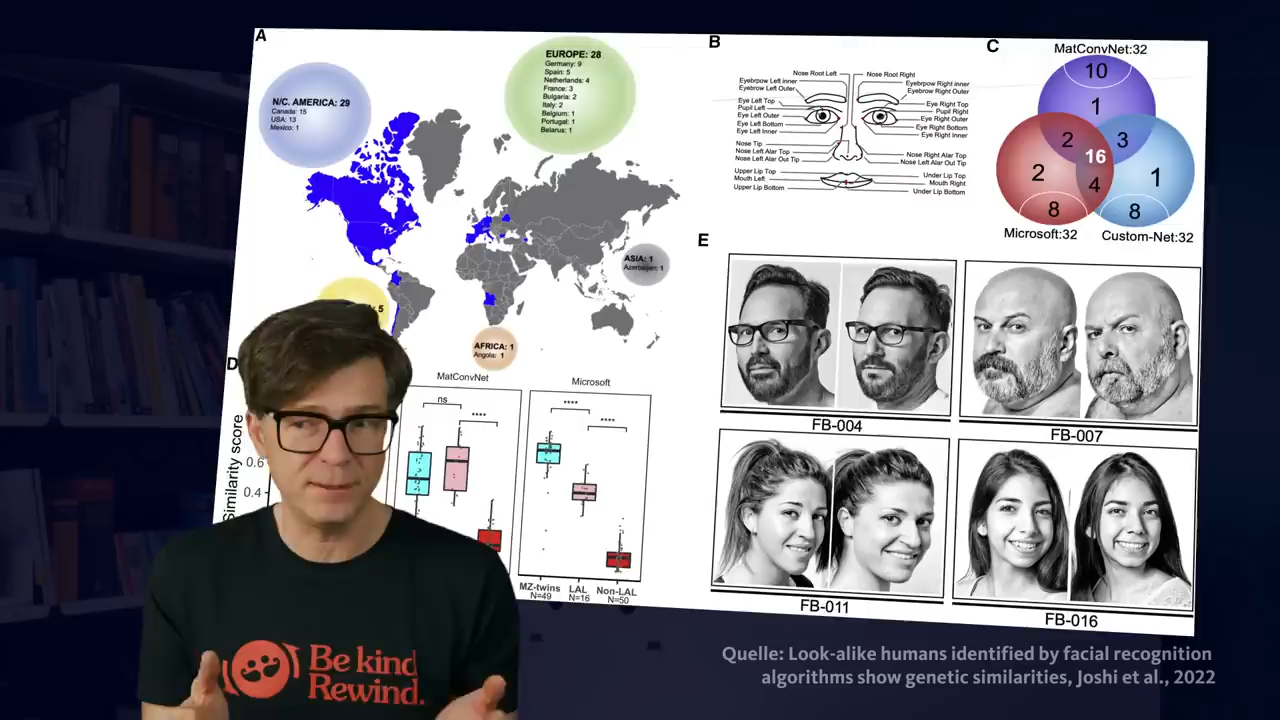 A
N/C. AMERICA: 29
Canada: 15
USA: 13
Mexico: 1
EUROPE: 28
Germany: 9
Spain: 5
Netherlands: 4
France: 3
Bulgaria: 2
Italy: 2
Belgium: 1
Portugal: 1
Belarus: 1
ASIA: 1
Azerbaijan: 1
5
AFRICA: 1
Angola: 1
B
Nose Root Left
Nose Root Right
Eyebrpow Left inner
Eyebrow Left Outer
Eye Left Top
Pupil Left
Eye Left Outer
Eye Left Bottom
Eye Left Inner
Nose Tip
Nose Left Alar Top
Nose Left Alar Out Tip
Upper Lip Top
Mouth Left
Upper Lip Bottom
Eyebrpow Right inner
Eyebrow Right Outer
Eye Right Top
Pupil Right
Eye Right Outer
Eye Right Bottom
Eye Right Inner
Nose Right Alar Top
Nose Left Alar Out Tip
Under Lip Top
Mouth Right
Under Lip Bottom
C
MatConvNet:32
10
1
2
3
16
2
4
1
8
8
Microsoft:32
Custom-Net:32
D
Similarity score
0.6
0.4
MatConvNet
ns
****
Microsoft
****
****
MZ-twins
N=49
LAL
N=16
Non-LAL
N=50
E
FB-004
FB-007
FB-011
FB-016
Be kind
Rewind.
Quelle: Look-alike humans identified by facial recognition
algorithms show genetic similarities, Joshi et al., 2022